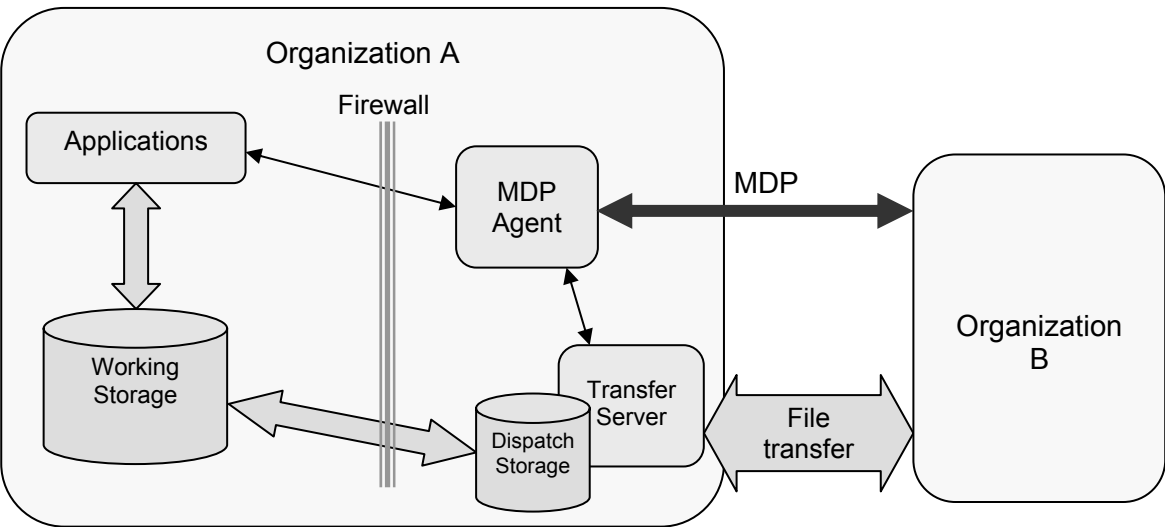 Organization A
Firewall
Applications
MDP
Agent
MDP
Organization
B
Working
Storage
Transfer
Server
Dispatch
Storage
File
transfer